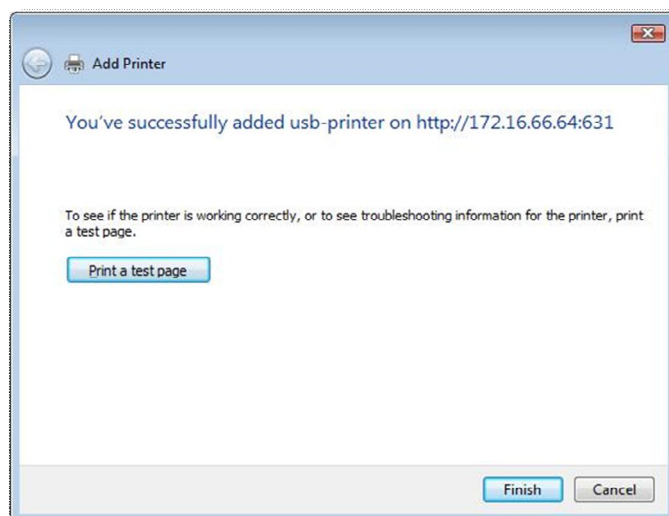 Add Printer
You've successfully added usb-printer on http://172.16.66.64:631
To see if the printer is working correctly, or to see troubleshooting information for the printer, print
a test page.
Print a test page
Finish Cancel